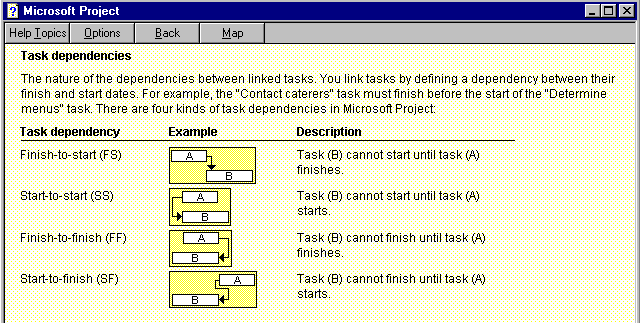 Microsoft Project
Help Topics Options Back Map
Task dependencies
The nature of the dependencies between linked tasks. You link tasks by defining a dependency between their
finish and start dates. For example, the "Contact caterers" task must finish before the start of the "Determine
menus" task. There are four kinds of task dependencies in Microsoft Project:
Task dependency Example Description
Finish-to-start (FS) A B Task (B) cannot start until task (A)
finishes.
Start-to-start (SS) A B Task (B) cannot start until task (A)
starts.
Finish-to-finish (FF) A B Task (B) cannot finish until task (A)
finishes.
Start-to-finish (SF) A B Task (B) cannot finish until task (A)
starts.